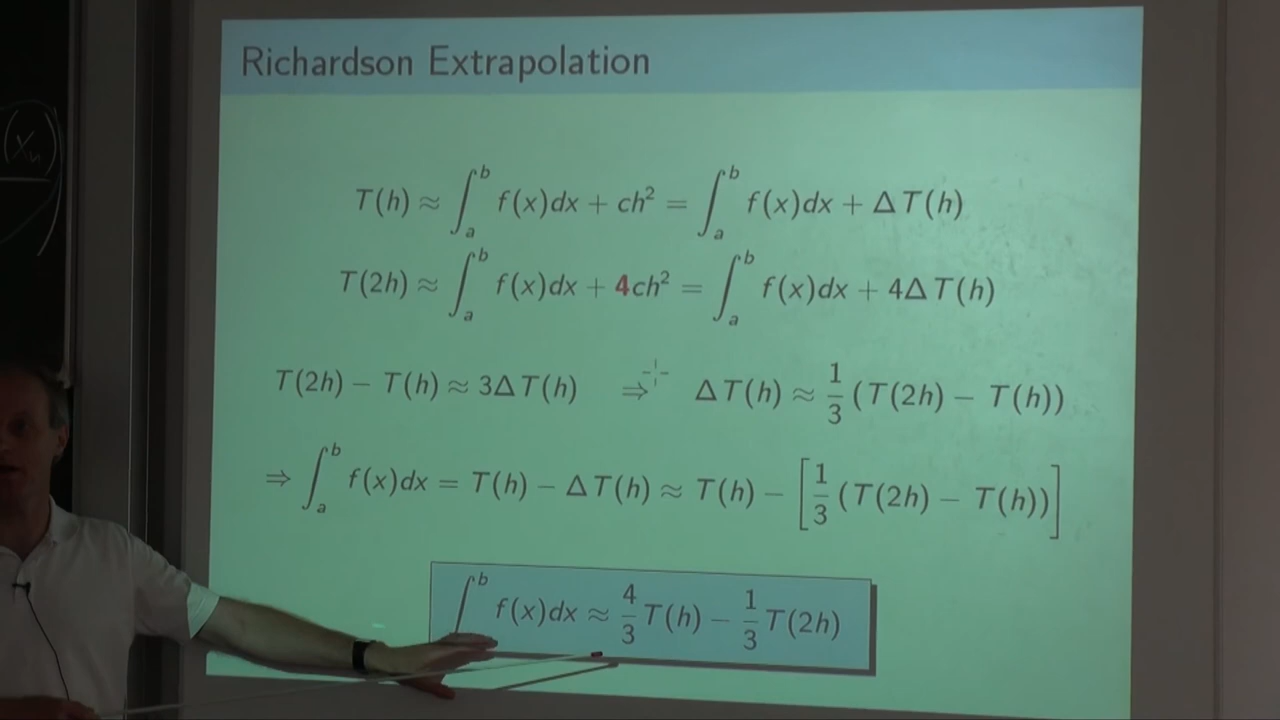 Richardson Extrapolation
T(h) ≈ ∫_a^b f(x)dx + ch² = ∫_a^b f(x)dx + ΔT(h)
T(2h) ≈ ∫_a^b f(x)dx + 4ch² = ∫_a^b f(x)dx + 4ΔT(h)
T(2h) − T(h) ≈ 3ΔT(h) ⇒ ΔT(h) ≈ 1/3 (T(2h) − T(h))
⇒ ∫_a^b f(x)dx = T(h) − ΔT(h) ≈ T(h) − [1/3 (T(2h) − T(h))]
∫^b f(x)dx ≈ 4/3 T(h) − 1/3 T(2h)
(xₙ)